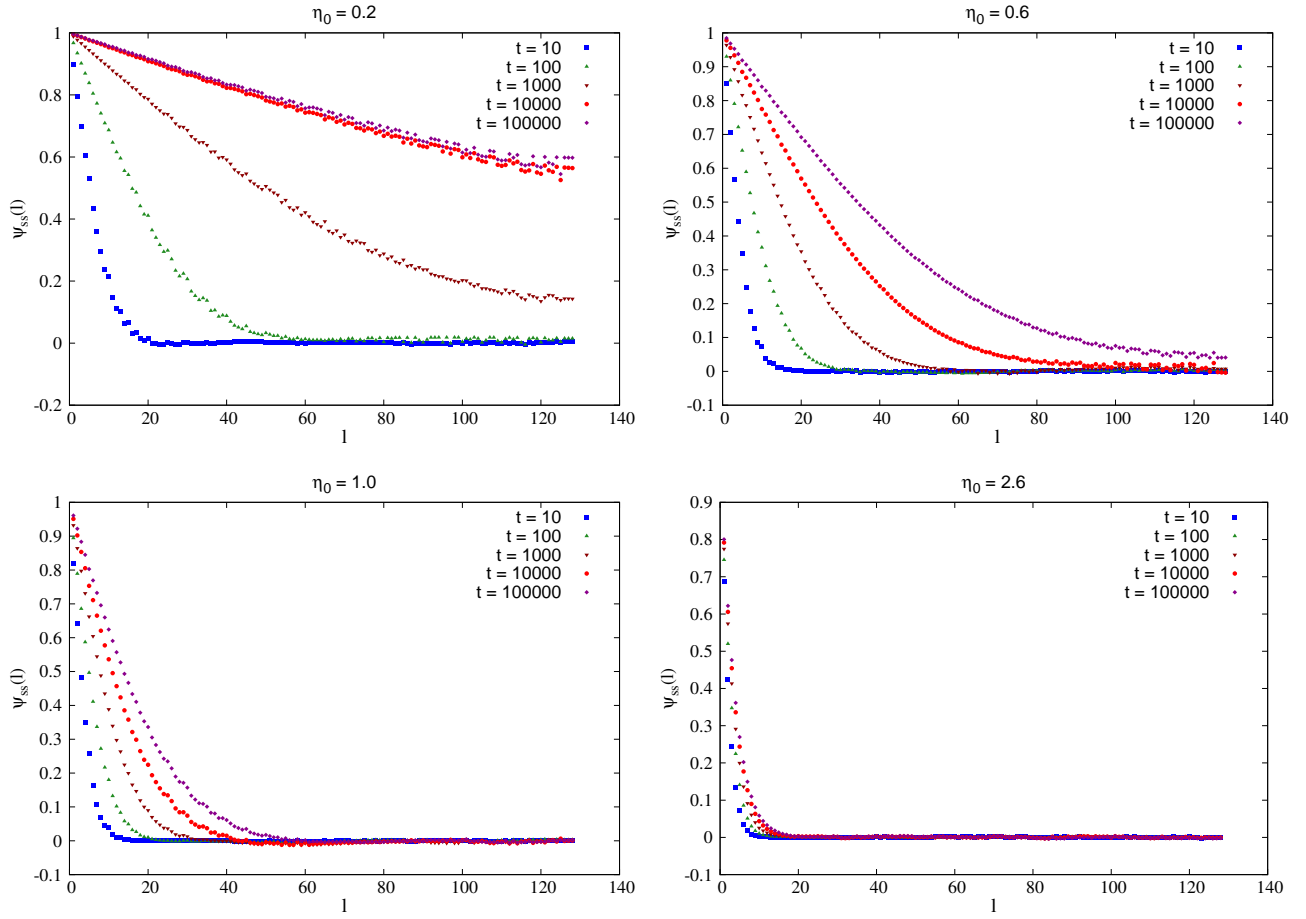 η0 = 0.2
t = 10
t = 100
t = 1000
t = 10000
t = 100000
1
0.8
0.6
0.4
0.2
0
-0.2
ψss(l)
0 20 40 60 80 100 120 140
l
η0 = 0.6
t = 10
t = 100
t = 1000
t = 10000
t = 100000
1
0.9
0.8
0.7
0.6
0.5
0.4
0.3
0.2
0.1
0
-0.1
ψss(l)
0 20 40 60 80 100 120 140
l
η0 = 1.0
t = 10
t = 100
t = 1000
t = 10000
t = 100000
1
0.9
0.8
0.7
0.6
0.5
0.4
0.3
0.2
0.1
0
-0.1
ψss(l)
0 20 40 60 80 100 120 140
l
η0 = 2.6
t = 10
t = 100
t = 1000
t = 10000
t = 100000
0.9
0.8
0.7
0.6
0.5
0.4
0.3
0.2
0.1
0
-0.1
ψss(l)
0 20 40 60 80 100 120 140
l